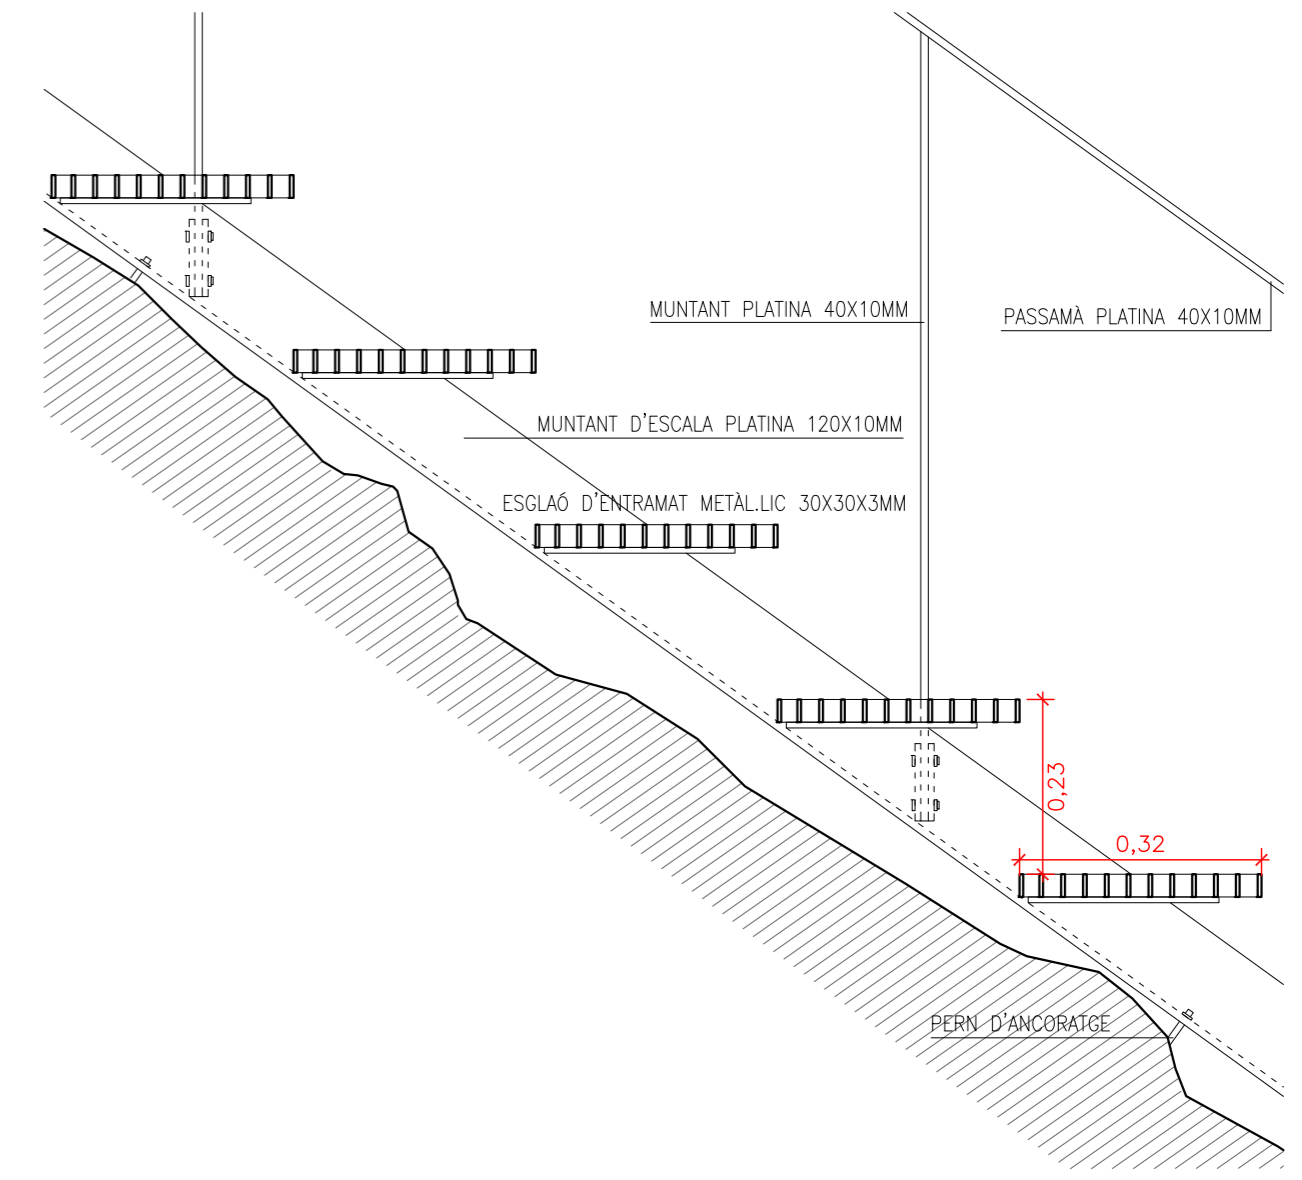 MUNTANT PLATINA 40X10MM
PASSAMÀ PLATINA 40X10MM
MUNTANT D'ESCALA PLATINA 120X10MM
ESGLAÓ D'ENTRAMAT METÀL.LIC 30X30X3MM
0,23
0,32
PERN D'ANCORATGE